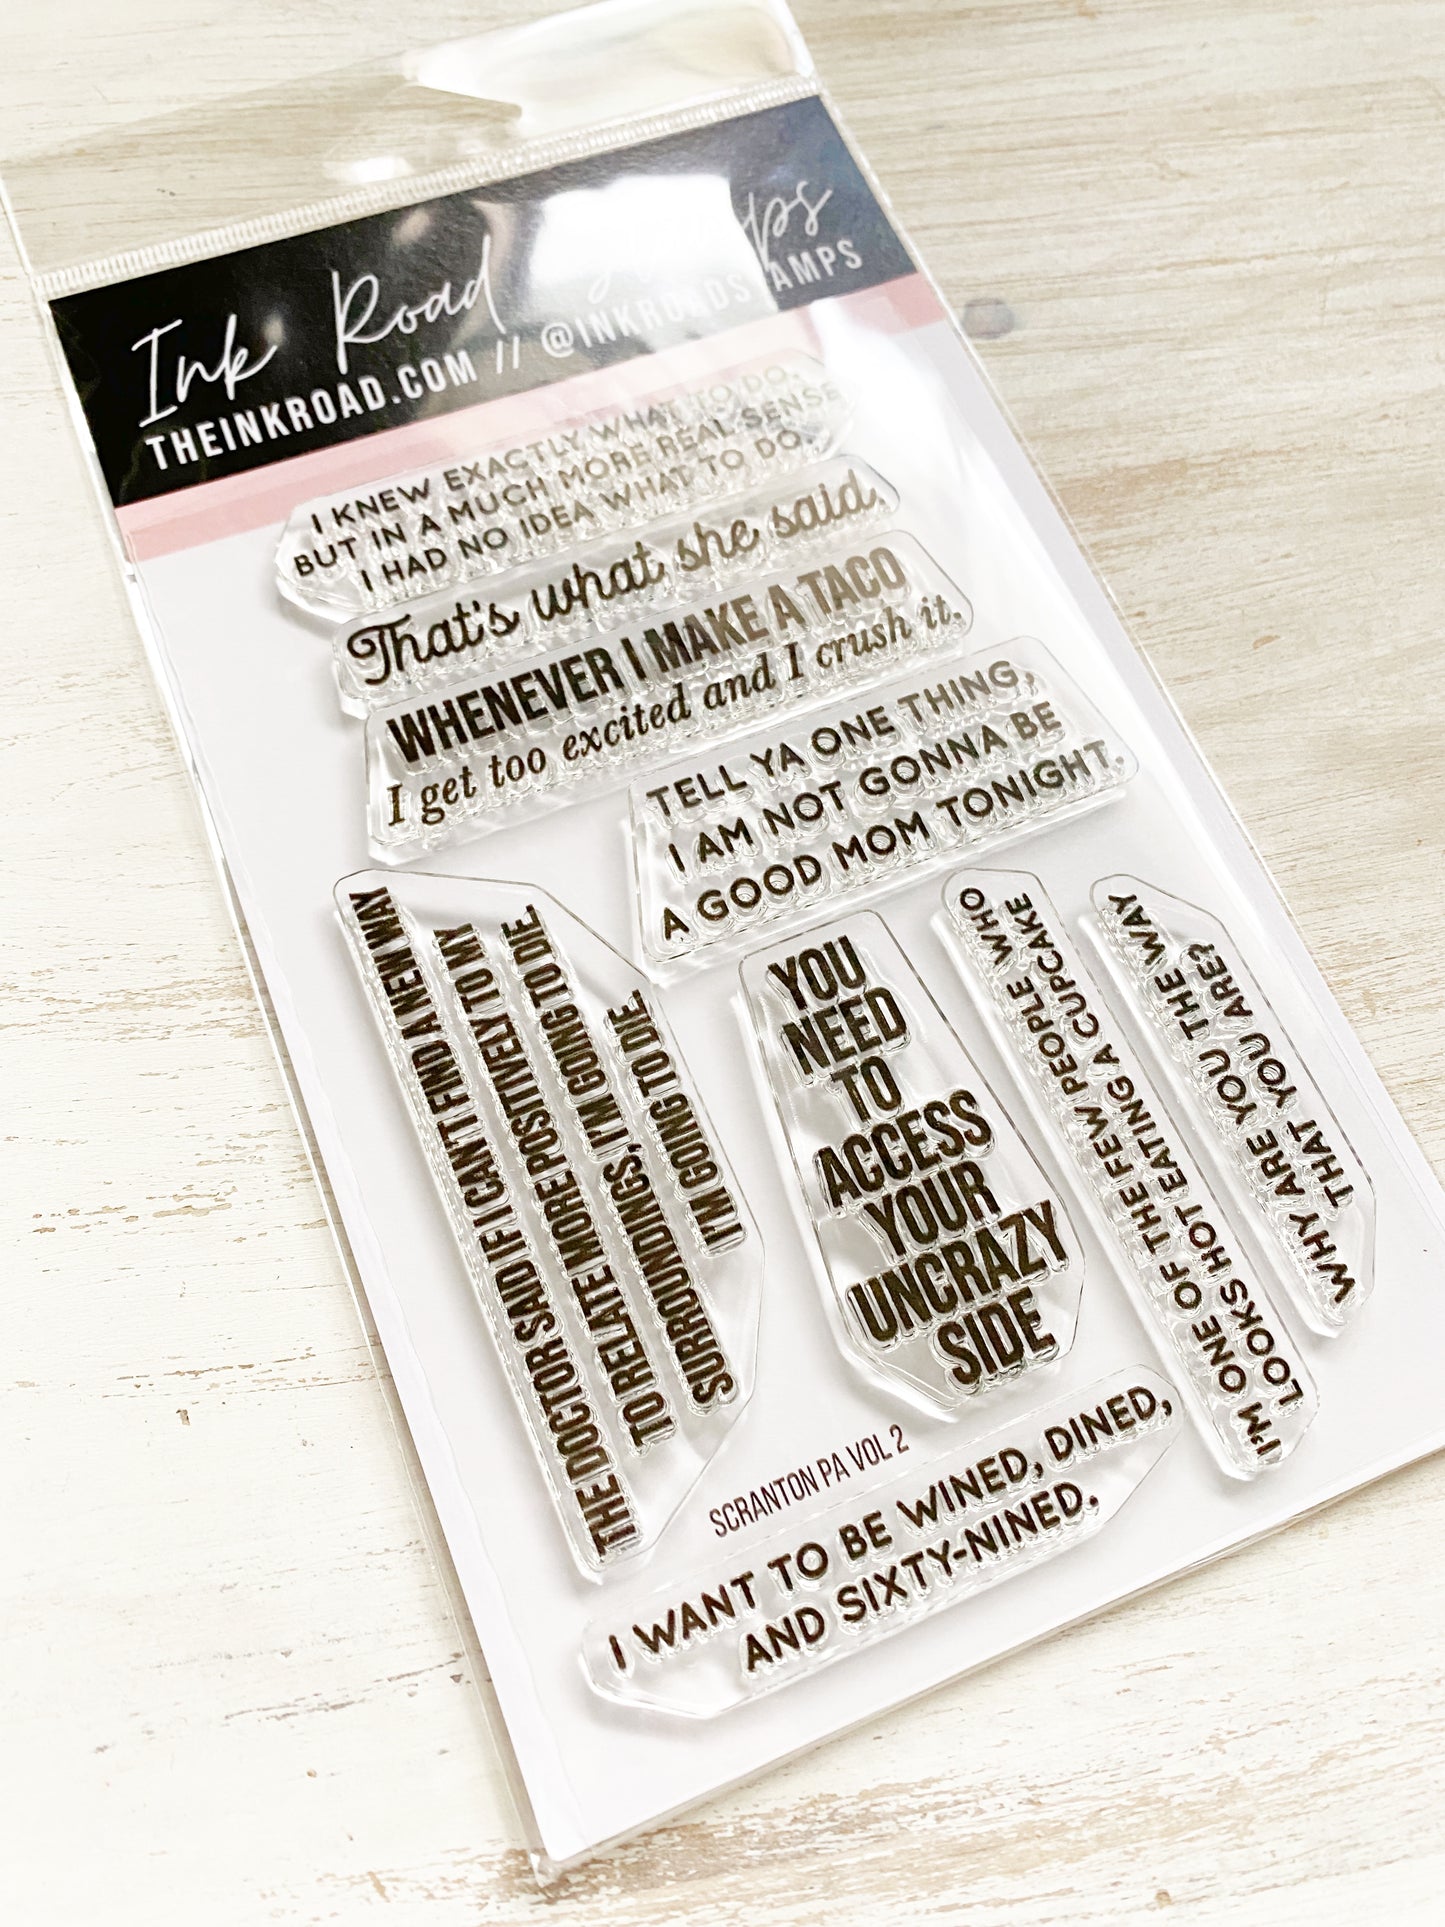 Ink Road
THEINKROAD.COM // @INKROADSTAMPS
I KNEW EXACTLY WHAT TO DO.
BUT IN A MUCH MORE REAL SENSE
I HAD NO IDEA WHAT TO DO.
That's what she said.
WHENEVER I MAKE A TACO
I get too excited and I crush it.
TELL YA ONE THING,
I AM NOT GONNA BE
A GOOD MOM TONIGHT.
THE DOCTOR SAID IF I CAN'T FIND A NEW WAY
TO RELATE MORE POSITIVELY TO MY
SURROUNDINGS, I'M GOING TO DIE.
I'M GOING TO DIE.
YOU
NEED
TO
ACCESS
YOUR
UNCRAZY
SIDE
I'M ONE OF THE FEW PEOPLE WHO
LOOKS HOT EATING A CUPCAKE
WHY ARE YOU THE WAY
THAT YOU ARE?
SCRANTON PA VOL 2
I WANT TO BE WINED, DINED,
AND SIXTY-NINED.